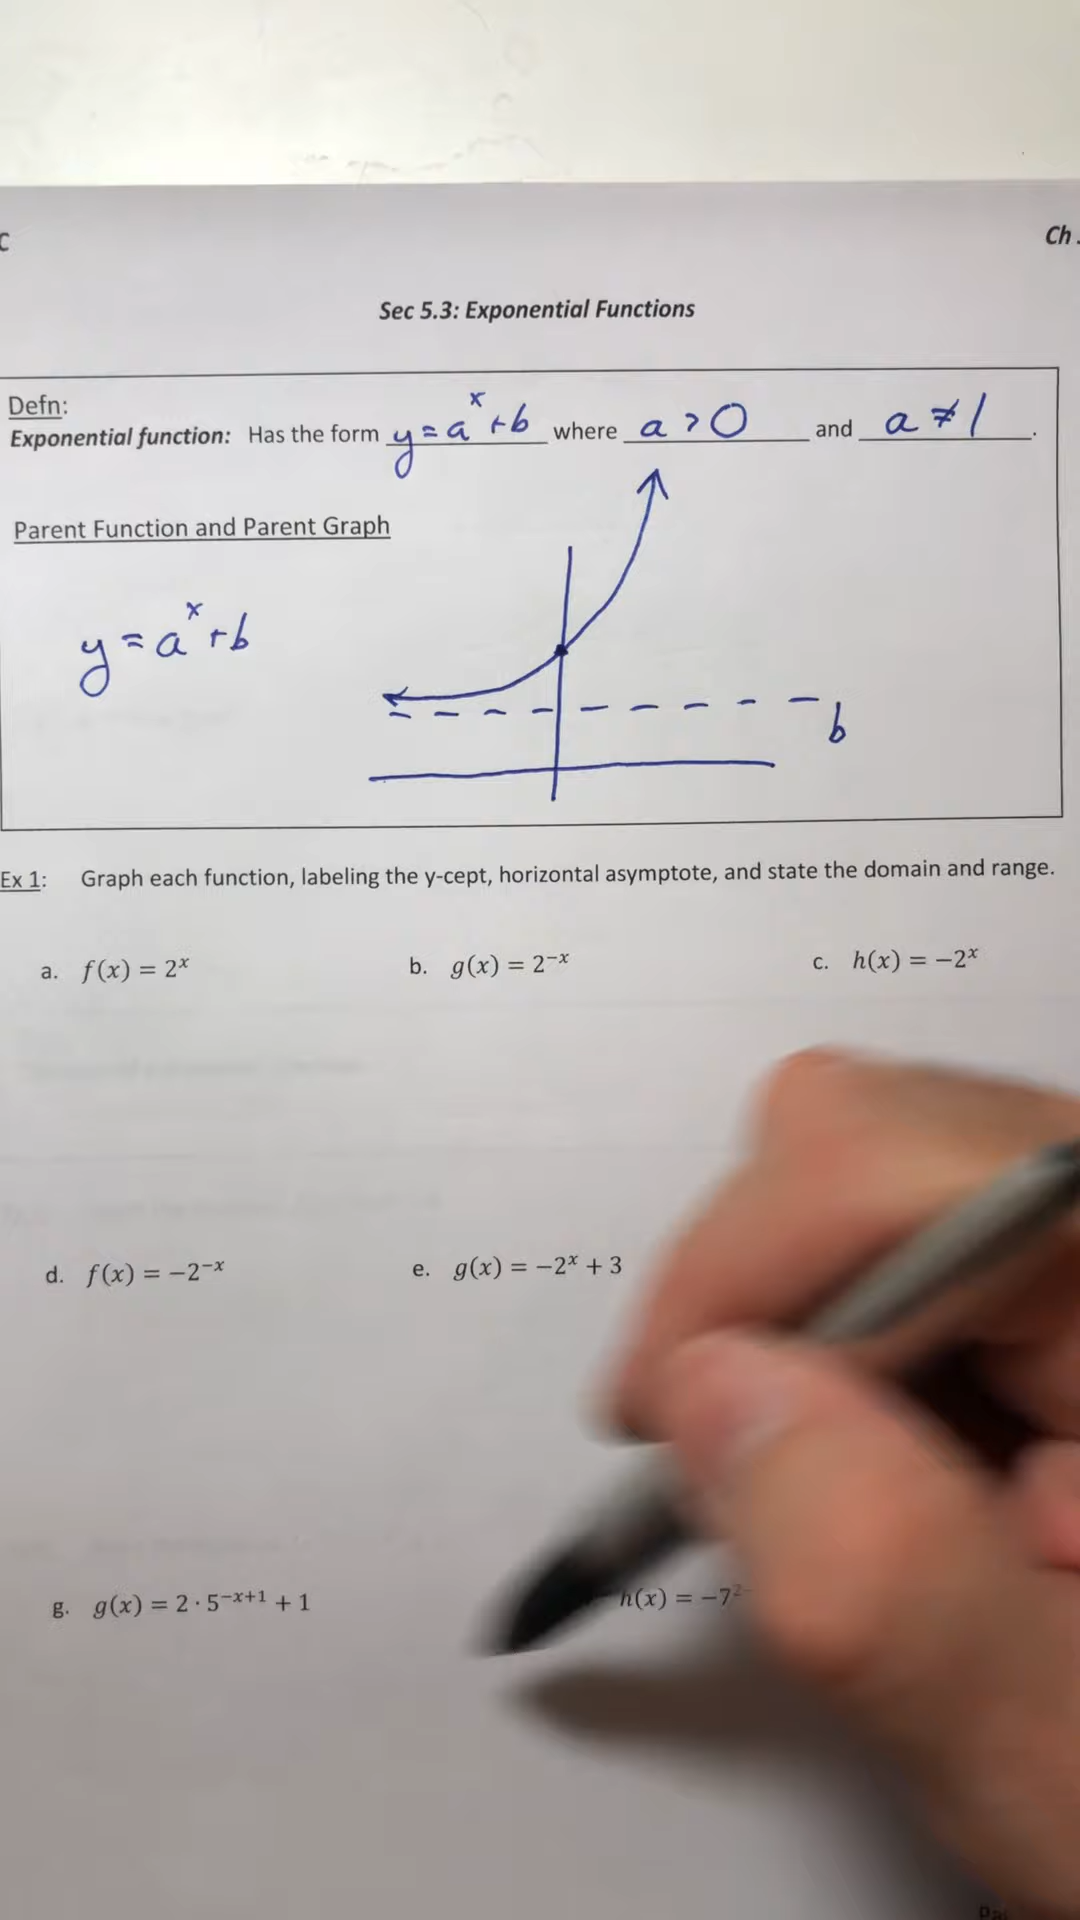 C
Ch.
Sec 5.3: Exponential Functions
Defn:
Exponential function: Has the form y = a^x + b where a > 0 and a ≠ 1.
Parent Function and Parent Graph
y = a^x + b
b
Ex 1: Graph each function, labeling the y-cept, horizontal asymptote, and state the domain and range.
a. f(x) = 2^x b. g(x) = 2^−x c. h(x) = −2^x
d. f(x) = −2^−x e. g(x) = −2^x + 3
g. g(x) = 2 · 5^−x+1 + 1 h(x) = −7^2